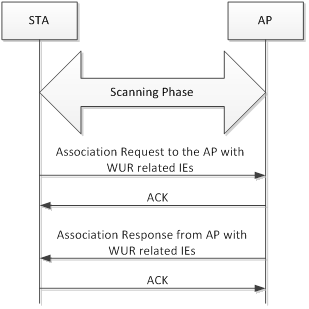 STA
AP
Scanning Phase
Association Request to the AP with
WUR related IEs
ACK
Association Response from AP with
WUR related IEs
ACK